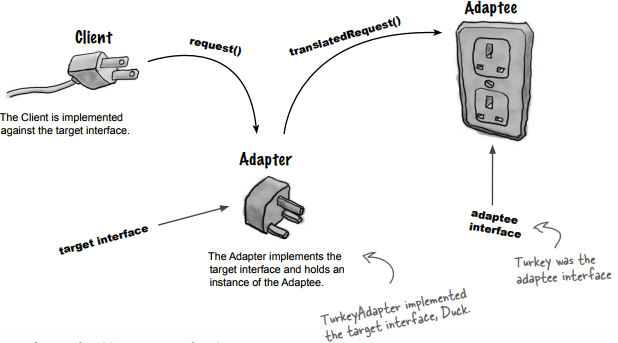 Adaptee
Client
request()
translatedRequest()
The Client is implemented
against the target interface.
Adapter
target interface
adaptee
interface
The Adapter implements the
target interface and holds an
instance of the Adaptee.
Turkey was the
adaptee interface
TurkeyAdapter implemented
the target interface, Duck.